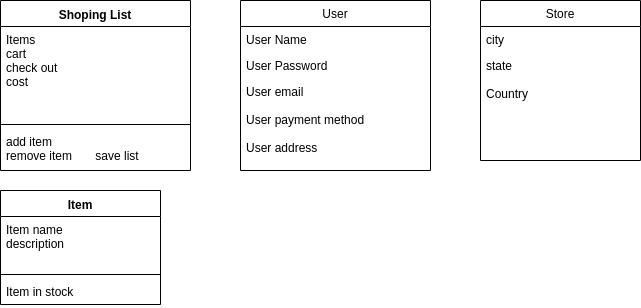 Shoping List
Items
cart
check out
cost
add item
remove item save list
User
User Name
User Password
User email
User payment method
User address
Store
city
state
Country
Item
Item name
description
Item in stock